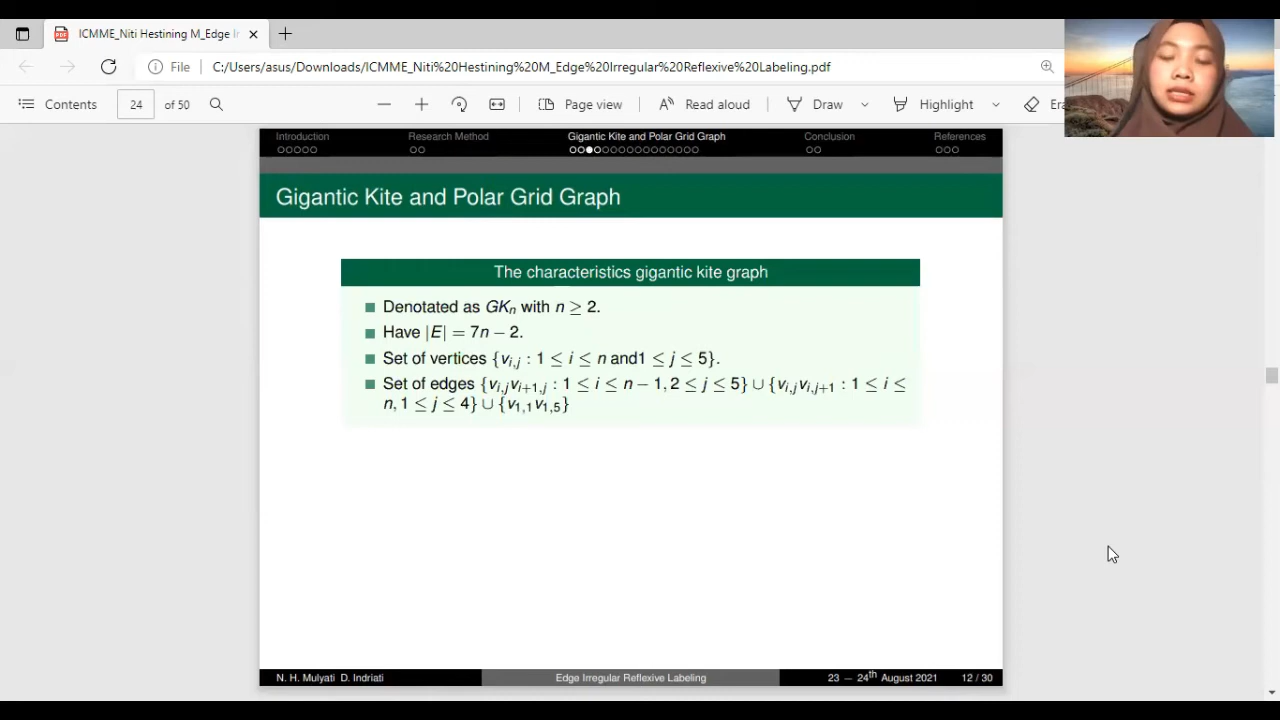 ICMME_Niti Hestining M_Edge Ir
File C:/Users/asus/Downloads/ICMME_Niti%20Hestining%20M_Edge%20Irregular%20Reflexive%20Labeling.pdf
Contents 24 of 50 Page view Read aloud Draw Highlight Era
Introduction Research Method Gigantic Kite and Polar Grid Graph Conclusion References
Gigantic Kite and Polar Grid Graph
The characteristics gigantic kite graph
Denotated as GKₙ with n ≥ 2.
Have |E| = 7n − 2.
Set of vertices {vᵢ,ⱼ : 1 ≤ i ≤ n and1 ≤ j ≤ 5}.
Set of edges {vᵢ,ⱼvᵢ₊₁,ⱼ : 1 ≤ i ≤ n − 1, 2 ≤ j ≤ 5} ∪ {vᵢ,ⱼvᵢ,ⱼ₊₁ : 1 ≤ i ≤
n, 1 ≤ j ≤ 4} ∪ {v₁,₁v₁,₅}
N. H. Mulyati D. Indriati Edge Irregular Reflexive Labeling 23 − 24th August 2021 12 / 30